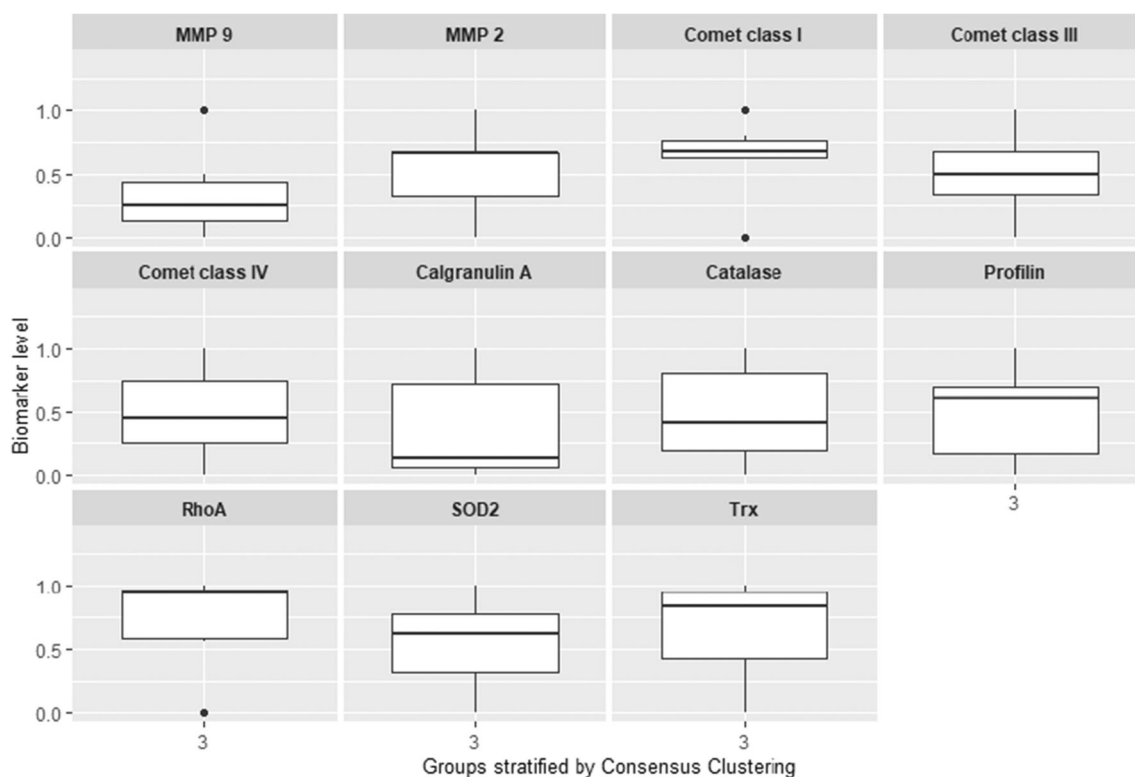 MMP 9 MMP 2 Comet class I Comet class III
1.0
0.5
0.0
Comet class IV Calgranulin A Catalase Profilin
Biomarker level
1.0
0.5
0.0
3
RhoA SOD2 Trx
1.0
0.5
0.0
3 3 3
Groups stratified by Consensus Clustering